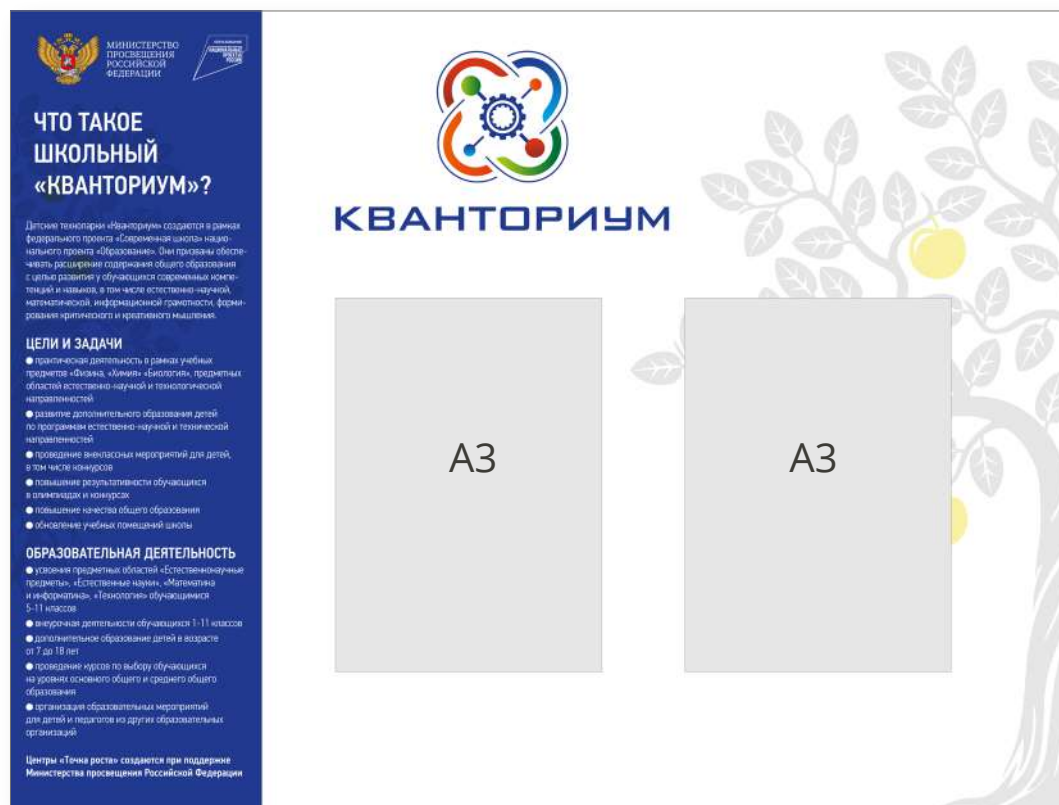 МИНИСТЕРСТВО
ПРОСВЕЩЕНИЯ
РОССИЙСКОЙ
ФЕДЕРАЦИИ
НАЦИОНАЛЬНЫЕ
ПРОЕКТЫ
РОССИИ
ЧТО ТАКОЕ
ШКОЛЬНЫЙ
«КВАНТОРИУМ»?
Детские технопарки «Кванториум» создаются в рамках
федерального проекта «Современная школа» нацио-
нального проекта «Образование». Они призваны обеспе-
чивать расширение содержания общего образования
с целью развития у обучающихся современных компе-
тенций и навыков, в том числе естественно-научной,
математической, информационной грамотности, форми-
рования критического и креативного мышления.
ЦЕЛИ И ЗАДАЧИ
● практическая деятельность в рамках учебных
предметов «Физика, «Химия» «Биология», предметных
областей естественно-научной и технологической
направленностей
● развитие дополнительного образования детей
по программам естественно-научной и технической
направленностей
● проведение внеклассных мероприятий для детей,
в том числе конкурсов
● повышение результативности обучающихся
в олимпиадах и конкурсах
● повышение качества общего образования
● обновление учебных помещений школы
ОБРАЗОВАТЕЛЬНАЯ ДЕЯТЕЛЬНОСТЬ
● усвоения предметных областей «Естественнонаучные
предметы», «Естественные науки», «Математика
и информатика», «Технология» обучающимися
5-11 классов
● внеурочная деятельности обучающихся 1-11 классов
● дополнительное образование детей в возрасте
от 7 до 18 лет
● проведение курсов по выбору обучающихся
на уровнях основного общего и среднего общего
образования
● организация образовательных мероприятий
для детей и педагогов из других образовательных
организаций
Центры «Точка роста» создаются при поддержке
Министерства просвещения Российской Федерации
КВАНТОРИУМ
А3
А3